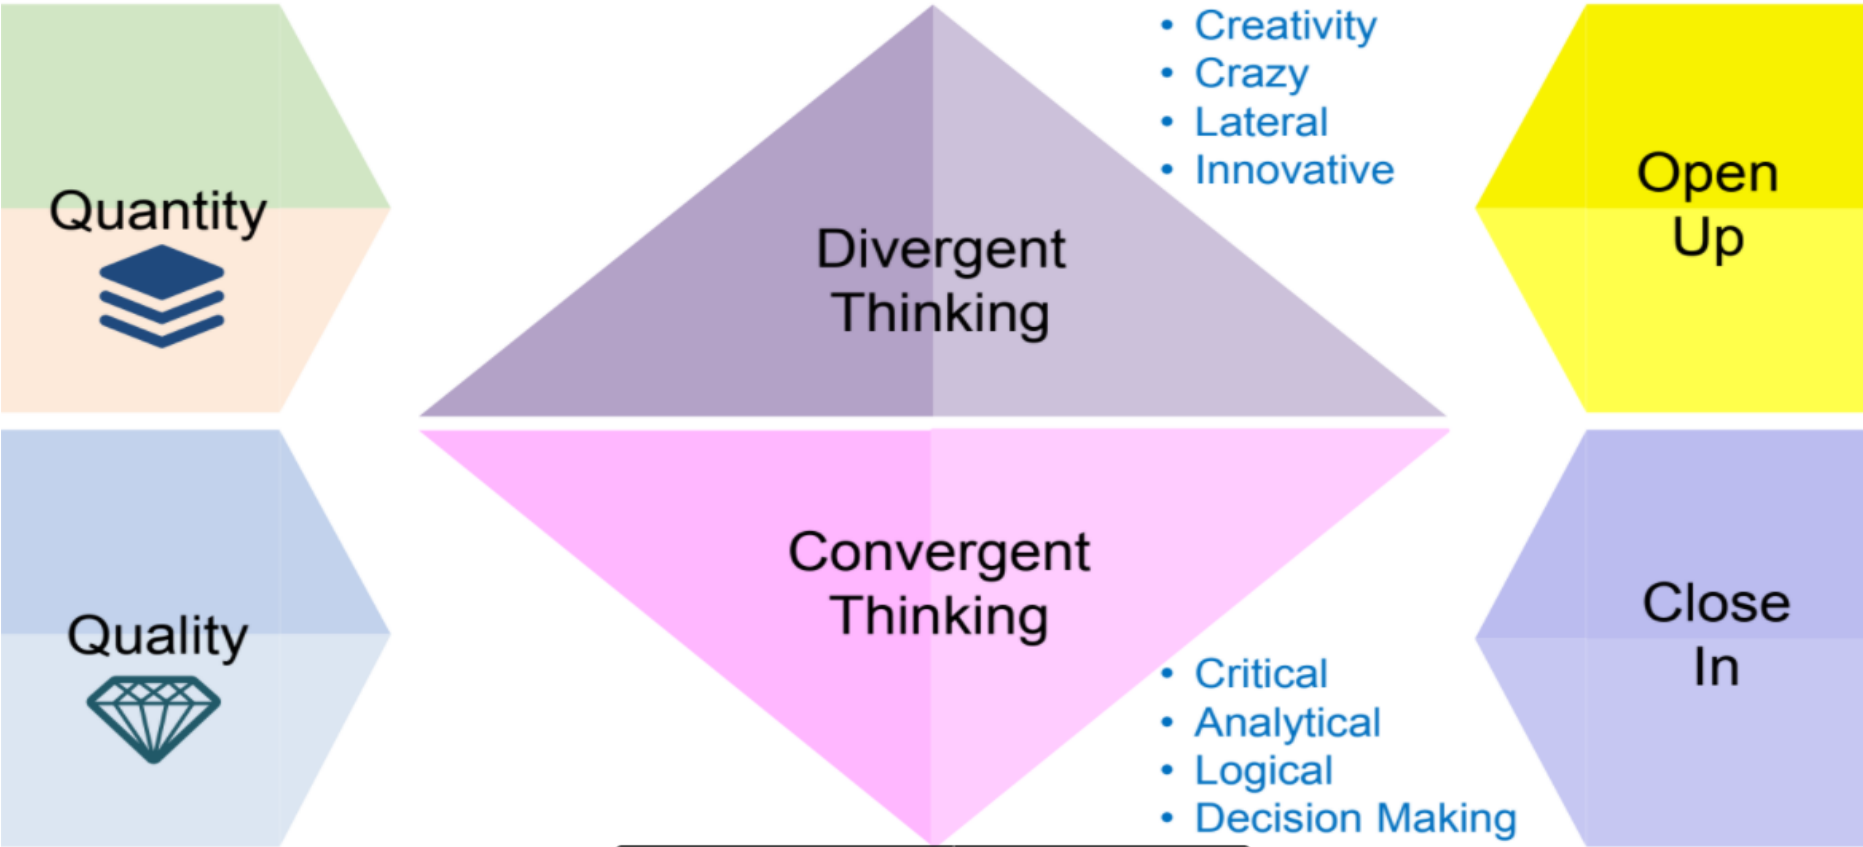 • Creativity
• Crazy
• Lateral
• Innovative
Quantity
Divergent
Thinking
Open
Up
Quality
Convergent
Thinking
Close
In
• Critical
• Analytical
• Logical
• Decision Making